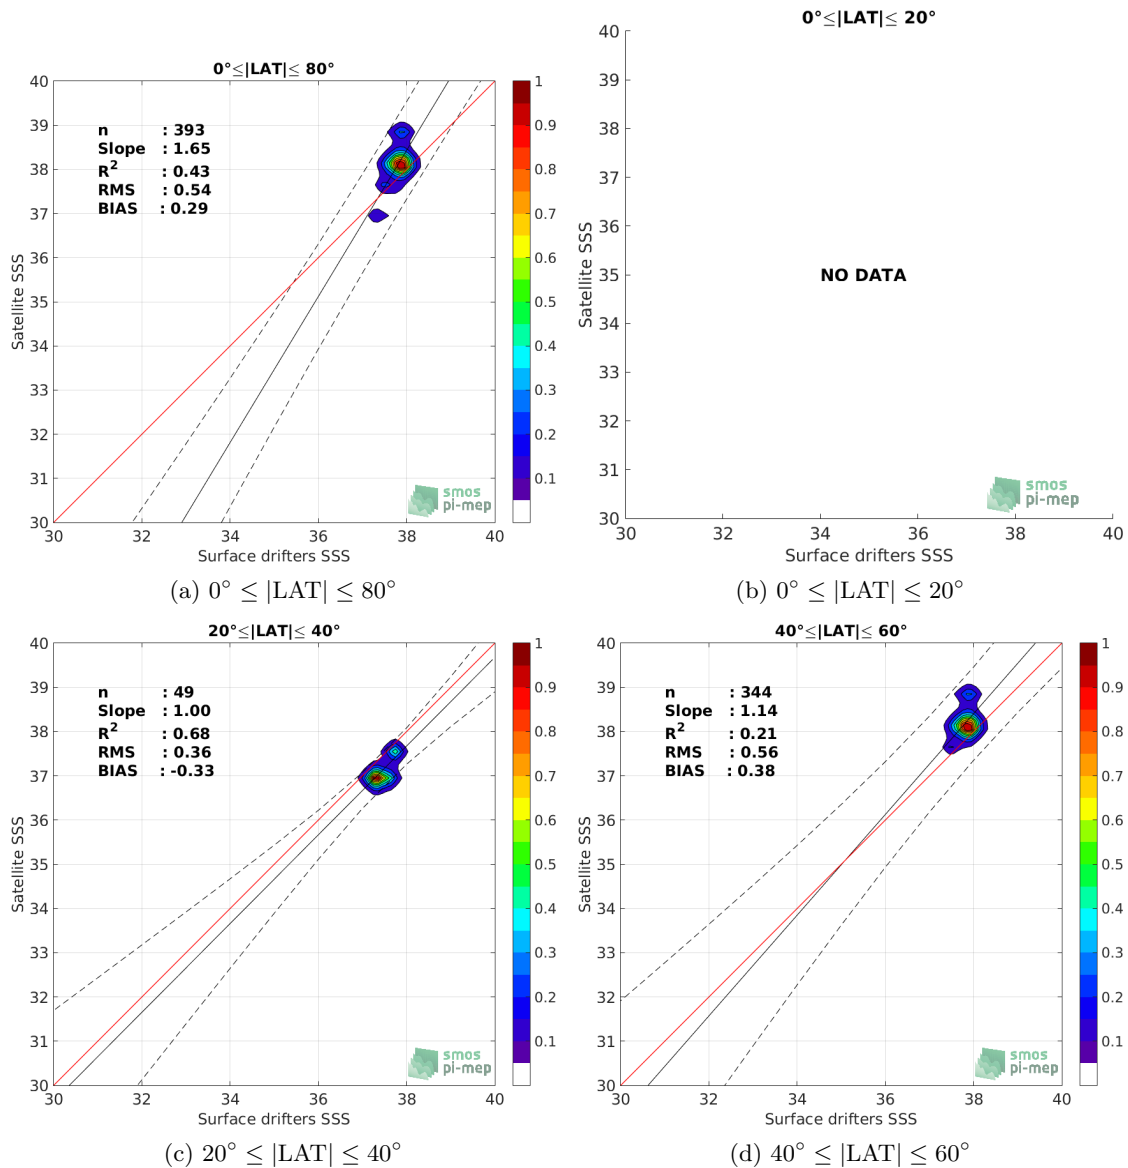 0°≤|LAT|≤ 80°
n : 393
Slope : 1.65
R² : 0.43
RMS : 0.54
BIAS : 0.29
40
39
38
37
36
35
34
33
32
31
30
Satellite SSS
30 32 34 36 38 40
Surface drifters SSS
1
0.9
0.8
0.7
0.6
0.5
0.4
0.3
0.2
0.1
smos
pi-mep
(a) 0° ≤ |LAT| ≤ 80°
0°≤|LAT|≤ 20°
40
39
38
37
36
35
34
33
32
31
30
Satellite SSS
NO DATA
30 32 34 36 38 40
Surface drifters SSS
smos
pi-mep
(b) 0° ≤ |LAT| ≤ 20°
20°≤|LAT|≤ 40°
n : 49
Slope : 1.00
R² : 0.68
RMS : 0.36
BIAS : -0.33
40
39
38
37
36
35
34
33
32
31
30
Satellite SSS
30 32 34 36 38 40
Surface drifters SSS
1
0.9
0.8
0.7
0.6
0.5
0.4
0.3
0.2
0.1
smos
pi-mep
(c) 20° ≤ |LAT| ≤ 40°
40°≤|LAT|≤ 60°
n : 344
Slope : 1.14
R² : 0.21
RMS : 0.56
BIAS : 0.38
40
39
38
37
36
35
34
33
32
31
30
Satellite SSS
30 32 34 36 38 40
Surface drifters SSS
1
0.9
0.8
0.7
0.6
0.5
0.4
0.3
0.2
0.1
smos
pi-mep
(d) 40° ≤ |LAT| ≤ 60°